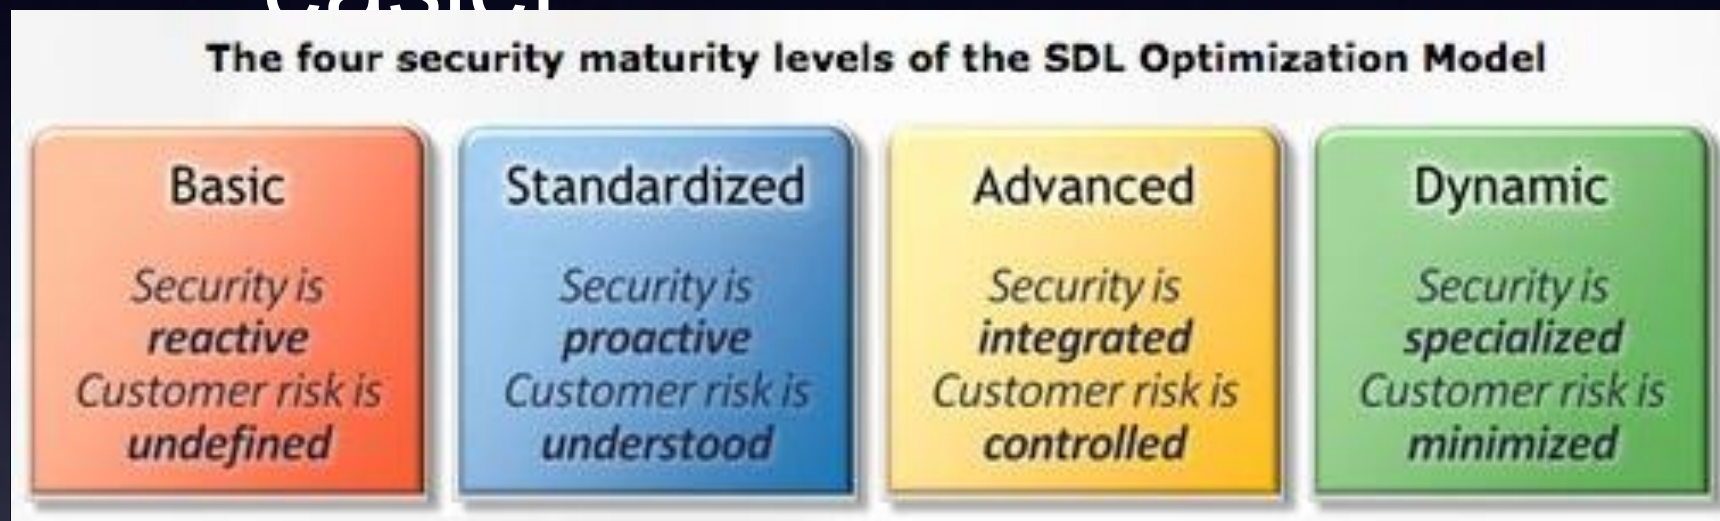 easier
The four security maturity levels of the SDL Optimization Model
Basic
Security is
reactive
Customer risk is
undefined
Standardized
Security is
proactive
Customer risk is
understood
Advanced
Security is
integrated
Customer risk is
controlled
Dynamic
Security is
specialized
Customer risk is
minimized